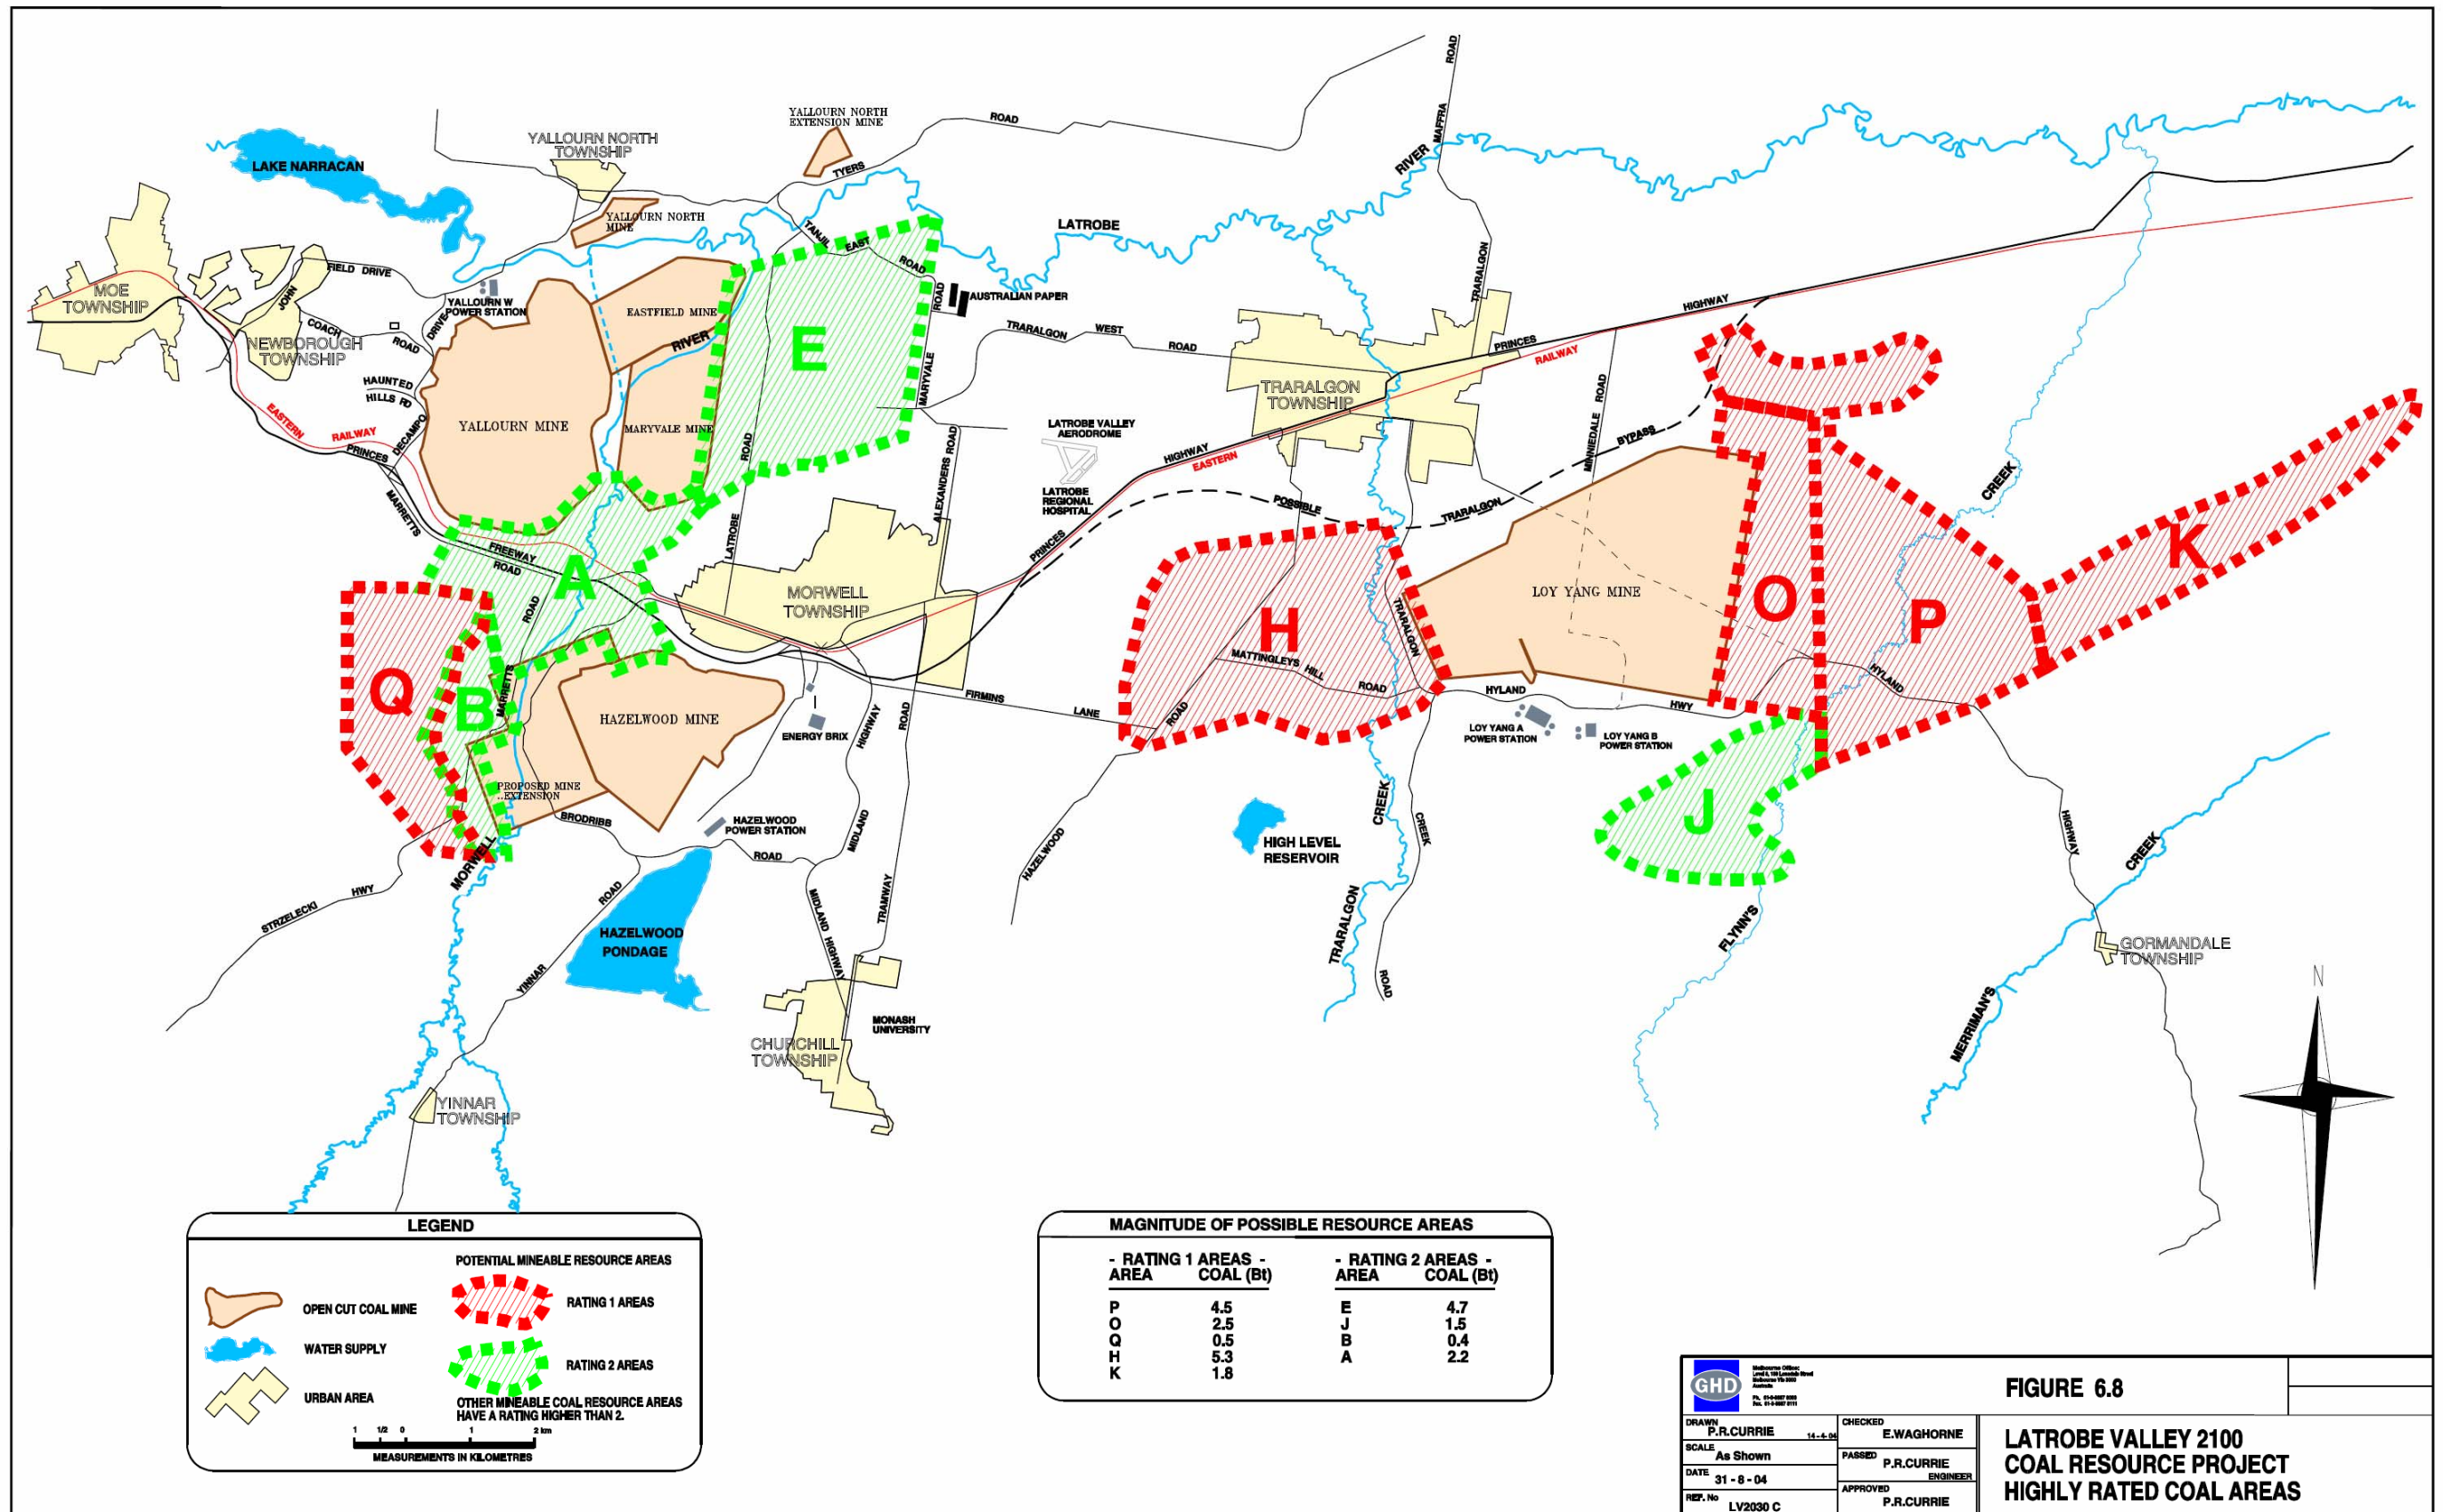 YALLOURN NORTH
EXTENSION MINE
YALLOURN NORTH
TOWNSHIP
ROAD
ROAD
MAFFRA
RIVER
LAKE NARRACAN
TYERS
YALLOURN NORTH
MINE
TANJIL
EAST
ROAD
LATROBE
MOE
TOWNSHIP
JOHN
FIELD DRIVE
YALLOURN W
POWER STATION
DRIVE
COACH
ROAD
NEWBOROUGH
TOWNSHIP
HAUNTED
HILLS RD
DECAMPO
EASTERN
RAILWAY
PRINCES
MARRETTS
FREEWAY
ROAD
EASTFIELD MINE
RIVER
YALLOURN MINE
MARYVALE MINE
E
ROAD
LATROBE
ROAD
AUSTRALIAN PAPER
MARYVALE
TRARALGON
WEST
ROAD
ALEXANDERS ROAD
LATROBE VALLEY
AERODROME
LATROBE
REGIONAL
HOSPITAL
HIGHWAY
EASTERN
PRINCES
TRARALGON
TRARALGON
TOWNSHIP
PRINCES
HIGHWAY
RAILWAY
MINNIEDALE ROAD
BYPASS
TRARALGON
POSSIBLE
CREEK
A
Q
B
ROAD
MARRETTS
MORWELL
TOWNSHIP
HAZELWOOD MINE
PROPOSED MINE
..EXTENSION
ENERGY BRIX
HIGHWAY
MIDLAND
ROAD
TRAMWAY
FIRMINS
LANE
H
MATTINGLEYS
HILL
ROAD
TRARALGON
ROAD
HAZELWOOD
LOY YANG MINE
O
P
K
HYLAND
HWY
HYLAND
HIGHWAY
LOY YANG A
POWER STATION
LOY YANG B
POWER STATION
J
CREEK
CREEK
TRARALGON
ROAD
HIGH LEVEL
RESERVOIR
FLYNN'S
CREEK
MERRIMAN'S
GORMANDALE
TOWNSHIP
N
BRODRIBB
ROAD
HAZELWOOD
POWER STATION
MORWELL
HWY
STRZELECKI
ROAD
YINNAR
HAZELWOOD
PONDAGE
MIDLAND HIGHWAY
MONASH
UNIVERSITY
CHURCHILL
TOWNSHIP
YINNAR
TOWNSHIP
LEGEND
POTENTIAL MINEABLE RESOURCE AREAS
OPEN CUT COAL MINE
RATING 1 AREAS
WATER SUPPLY
RATING 2 AREAS
URBAN AREA
OTHER MINEABLE COAL RESOURCE AREAS
HAVE A RATING HIGHER THAN 2.
1 1/2 0 1 2 km
MEASUREMENTS IN KILOMETRES
MAGNITUDE OF POSSIBLE RESOURCE AREAS
- RATING 1 AREAS - - RATING 2 AREAS -
AREA COAL (Bt) AREA COAL (Bt)
P 4.5 E 4.7
O 2.5 J 1.5
Q 0.5 B 0.4
H 5.3 A 2.2
K 1.8
GHD
FIGURE 6.8
DRAWN
P.R.CURRIE 14-4-04
CHECKED
E.WAGHORNE
SCALE
As Shown
PASSED
P.R.CURRIE
ENGINEER
DATE
31 - 8 - 04
APPROVED
P.R.CURRIE
REF. No
LV2030 C
LATROBE VALLEY 2100
COAL RESOURCE PROJECT
HIGHLY RATED COAL AREAS